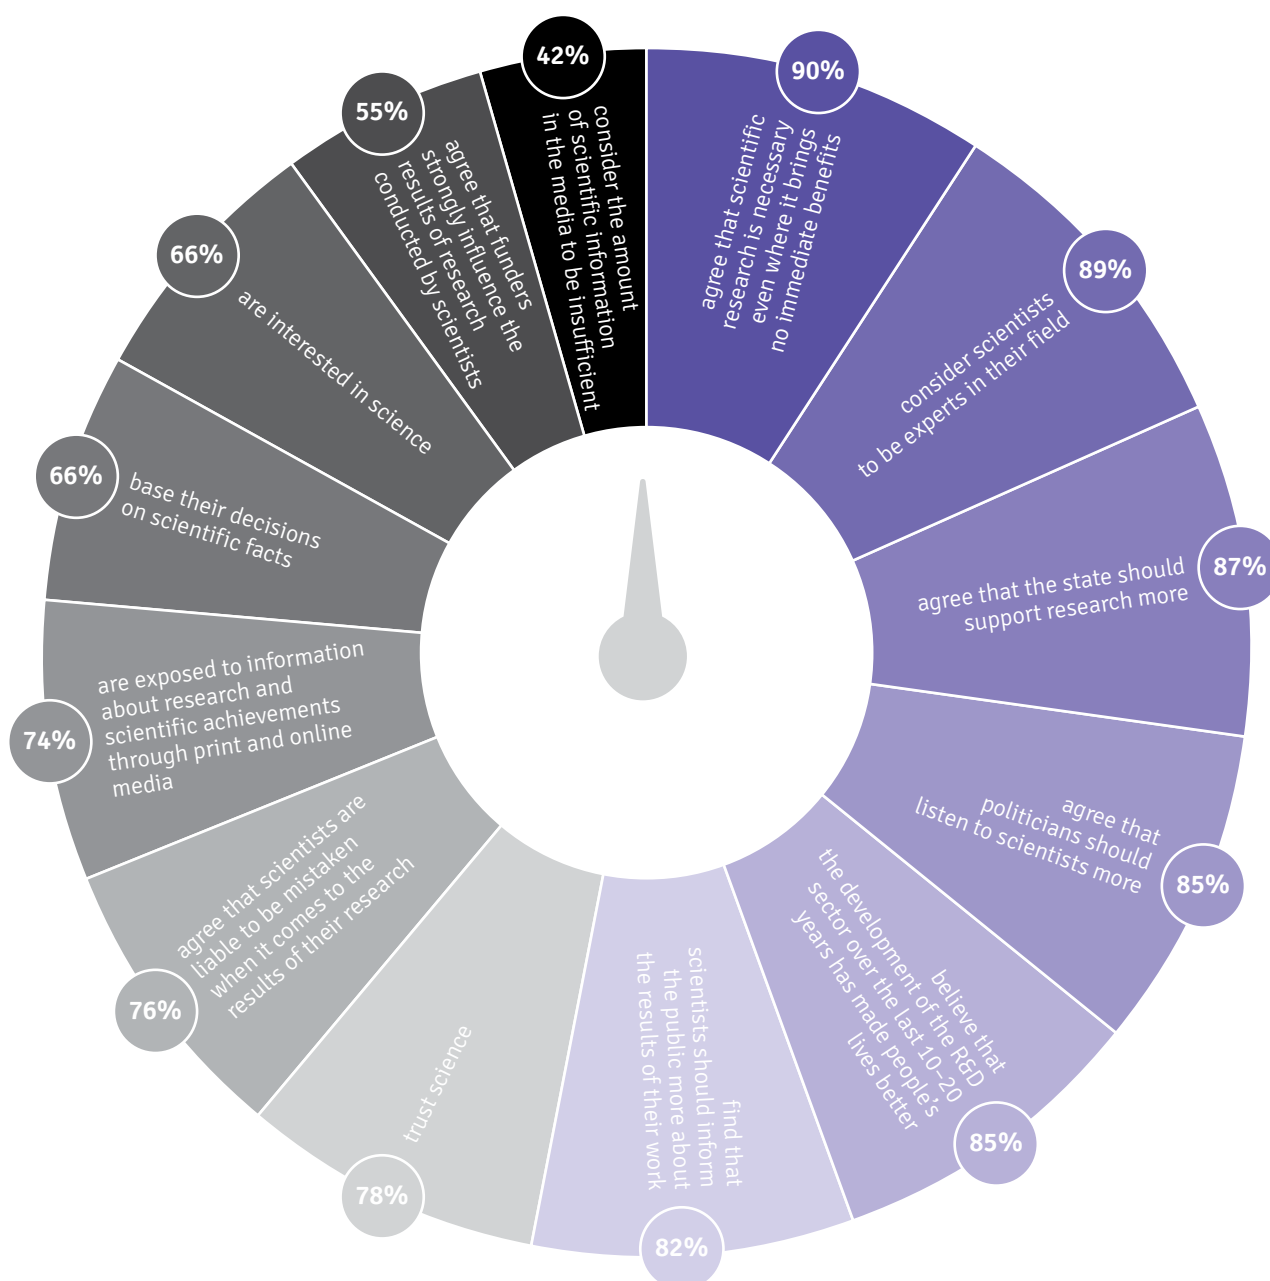 90%
agree that scientific
research is necessary
even where it brings
no immediate benefits
89%
consider scientists
to be experts in their field
87%
agree that the state should
support research more
85%
agree that
politicians should
listen to scientists more
85%
believe that
the development of the R&D
sector over the last 10–20
years has made people's
lives better
82%
find that
scientists should inform
the public more about
the results of their work
78%
trust science
76%
agree that scientists are
liable to be mistaken
when it comes to the
results of their research
74%
are exposed to information
about research and
scientific achievements
through print and online
media
66%
base their decisions
on scientific facts
66%
are interested in science
55%
agree that funders
strongly influence the
results of research
conducted by scientists
42%
consider the amount
of scientific information
in the media to be insufficient